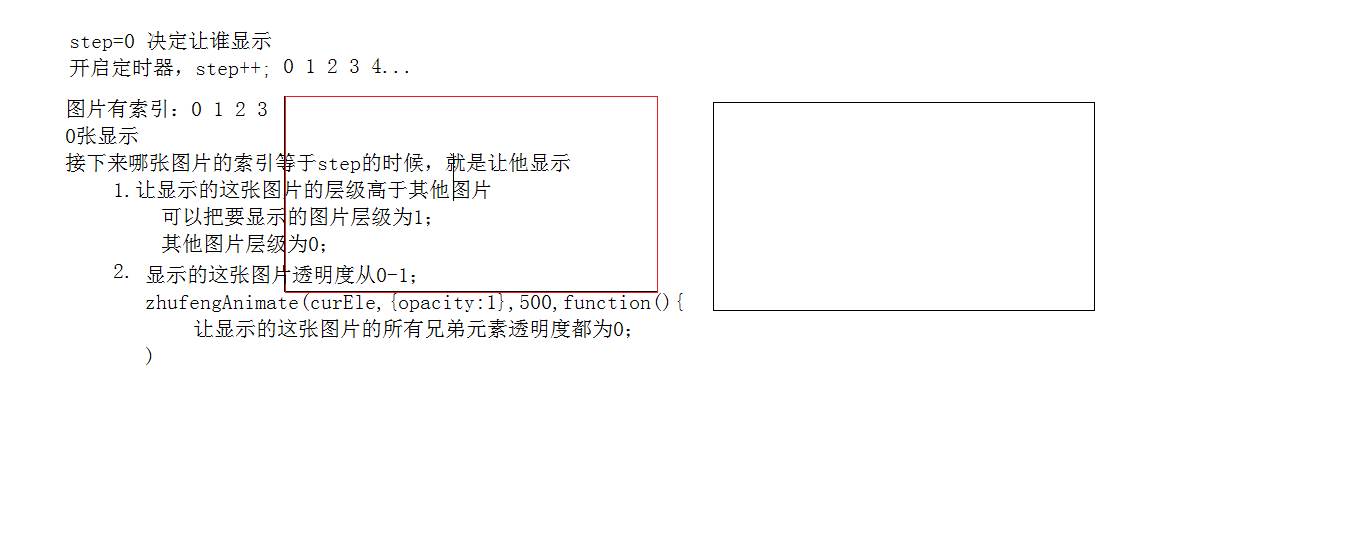 step=0 决定让谁显示
开启定时器，step++; 0 1 2 3 4...
图片有索引：0 1 2 3
0张显示
接下来哪张图片的索引等于step的时候，就是让他显示
1.让显示的这张图片的层级高于其他图片
可以把要显示的图片层级为1；
其他图片层级为0；
2. 显示的这张图片透明度从0-1；
zhufengAnimate(curEle,{opacity:1},500,function(){
让显示的这张图片的所有兄弟元素透明度都为0；
)